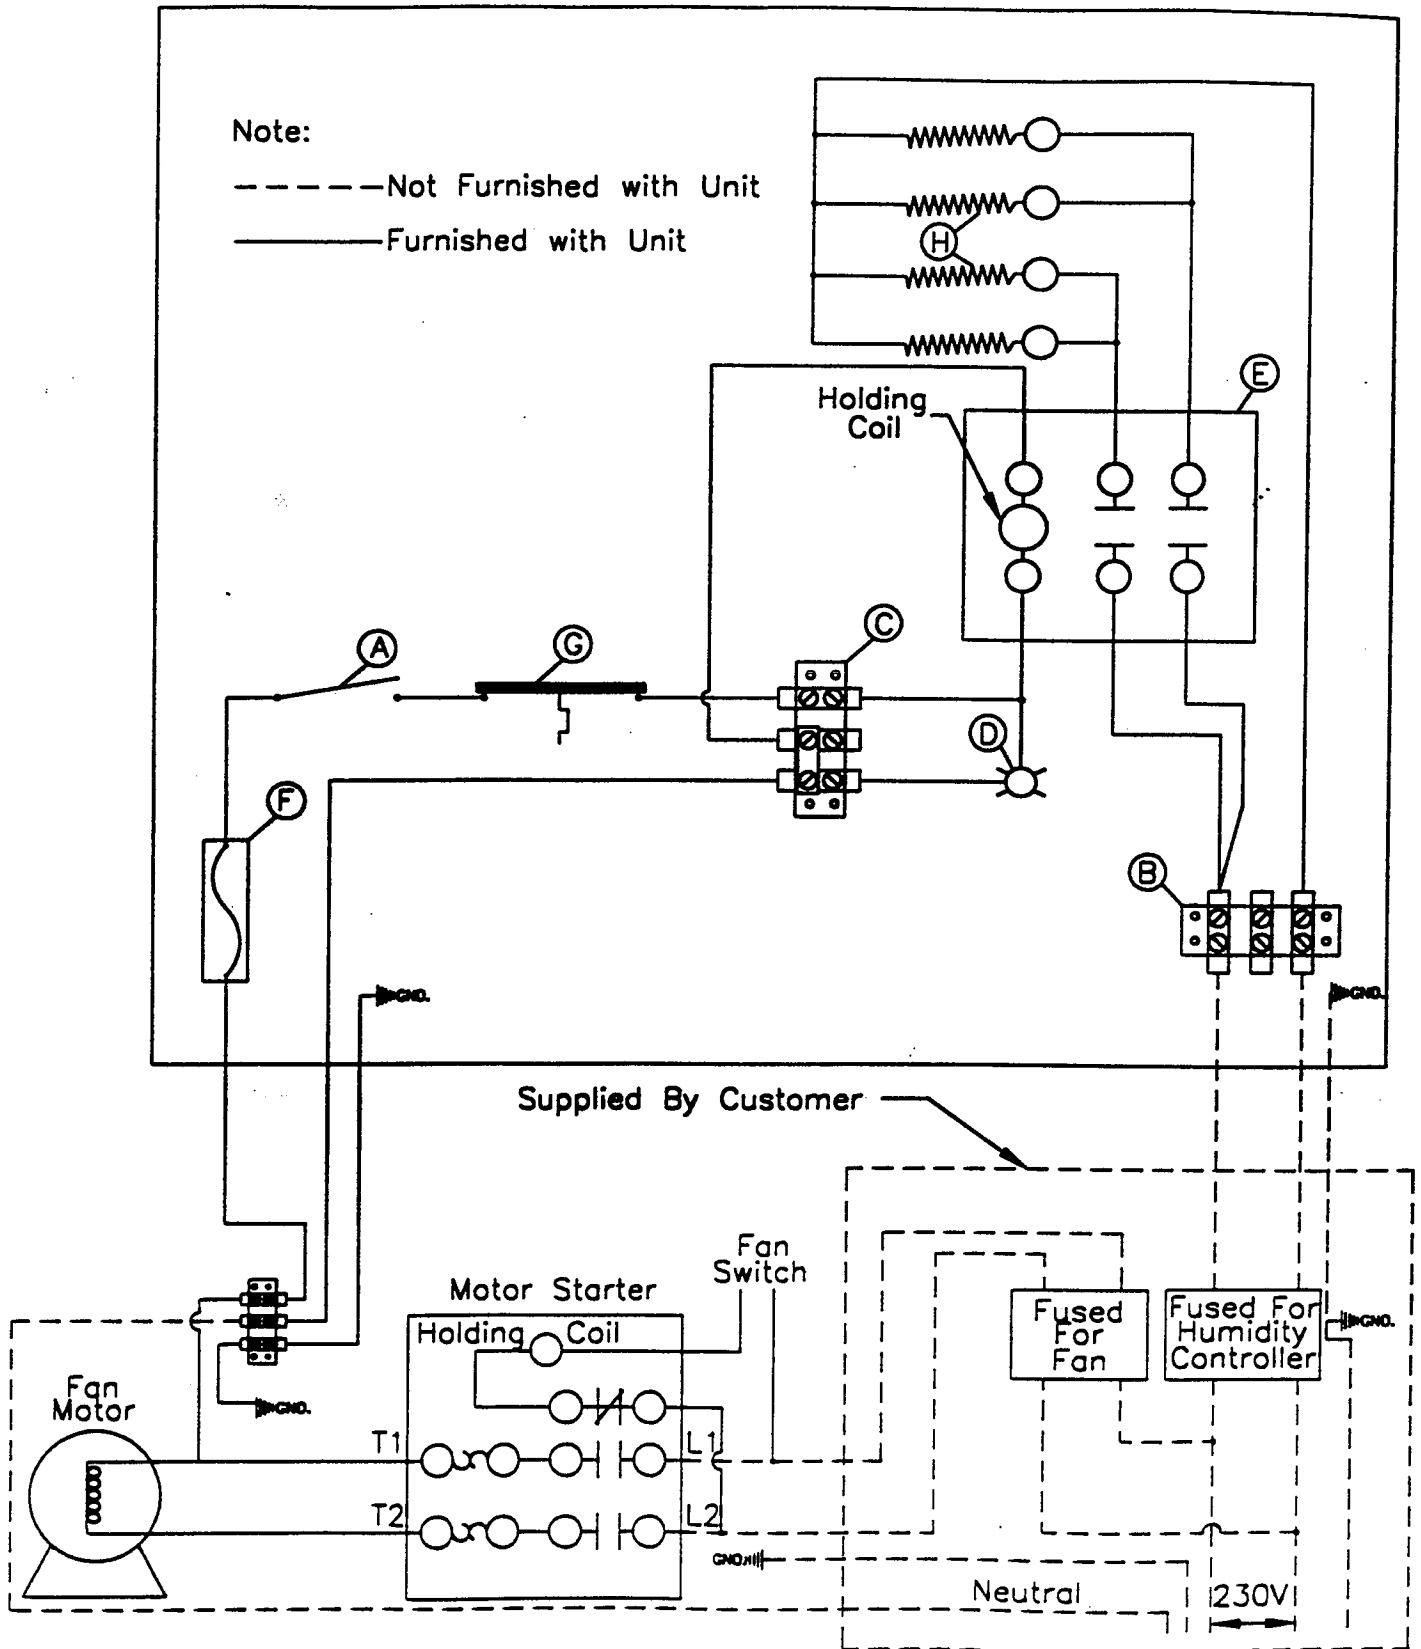 Note:
Not Furnished with Unit
Furnished with Unit
H
E
Holding
Coil
C
A
G
D
F
B
GND.
GND.
Supplied By Customer
Fan
Switch
Motor Starter
Holding Coil
Fused
For
Fan
Fused For
Humidity
Controller
GND.
Fan
Motor
GND.
T1
L1
T2
L2
GND.
Neutral
230V